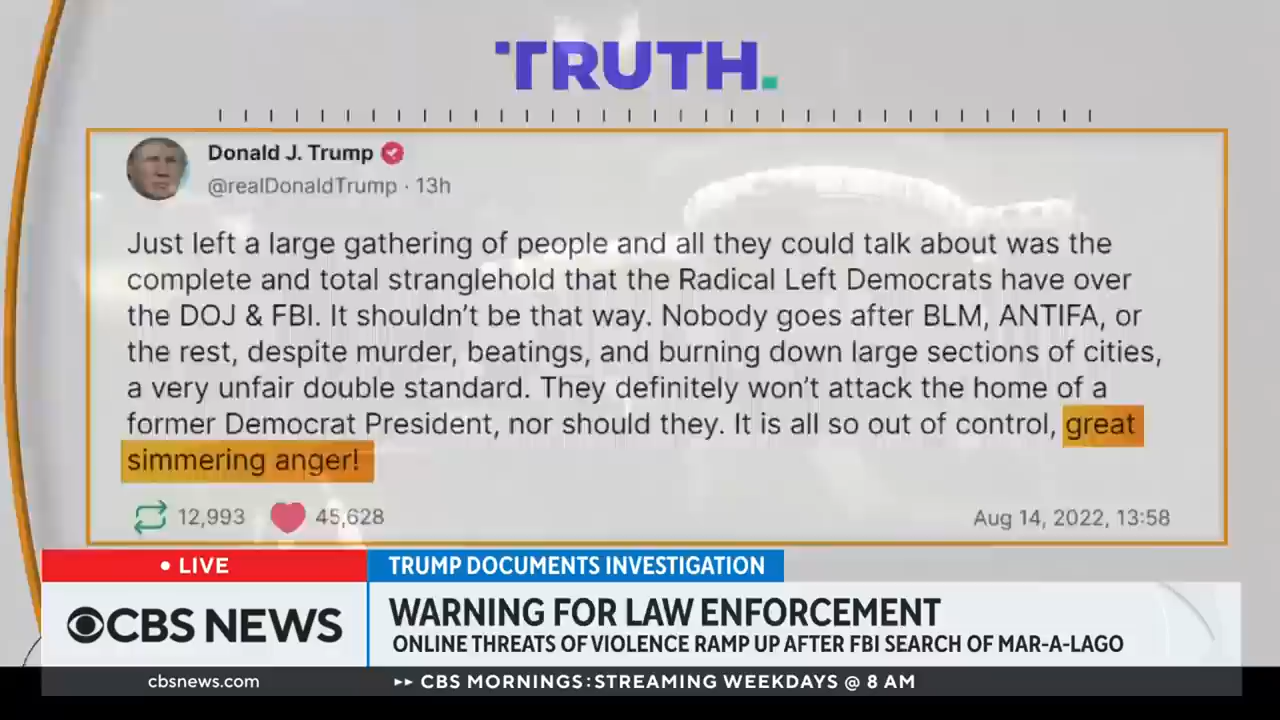 TRUTH.
Donald J. Trump
@realDonaldTrump · 13h
Just left a large gathering of people and all they could talk about was the
complete and total stranglehold that the Radical Left Democrats have over
the DOJ & FBI. It shouldn’t be that way. Nobody goes after BLM, ANTIFA, or
the rest, despite murder, beatings, and burning down large sections of cities,
a very unfair double standard. They definitely won’t attack the home of a
former Democrat President, nor should they. It is all so out of control, great
simmering anger!
12,993 45,628 Aug 14, 2022, 13:58
• LIVE TRUMP DOCUMENTS INVESTIGATION
CBS NEWS
WARNING FOR LAW ENFORCEMENT
ONLINE THREATS OF VIOLENCE RAMP UP AFTER FBI SEARCH OF MAR-A-LAGO
cbsnews.com ►► CBS MORNINGS: STREAMING WEEKDAYS @ 8 AM